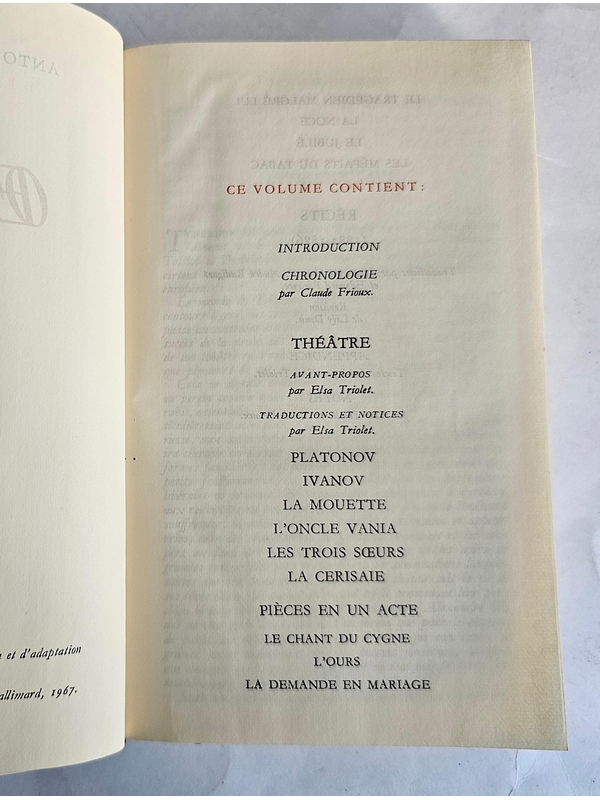 n et d'adaptation
allimard, 1967.
CE VOLUME CONTIENT :
INTRODUCTION
CHRONOLOGIE
par Claude Frioux.
THÉÂTRE
AVANT-PROPOS
par Elsa Triolet.
TRADUCTIONS ET NOTICES
par Elsa Triolet.
PLATONOV
IVANOV
LA MOUETTE
L'ONCLE VANIA
LES TROIS SŒURS
LA CERISAIE
PIÈCES EN UN ACTE
LE CHANT DU CYGNE
L'OURS
LA DEMANDE EN MARIAGE